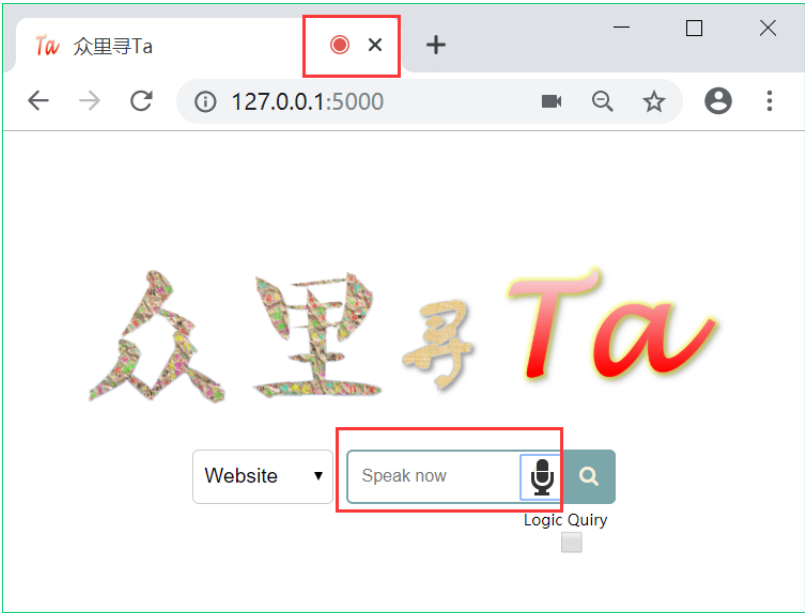 Ta 众里寻Ta
127.0.0.1:5000
众里寻Ta
Website Speak now
Logic Quiry